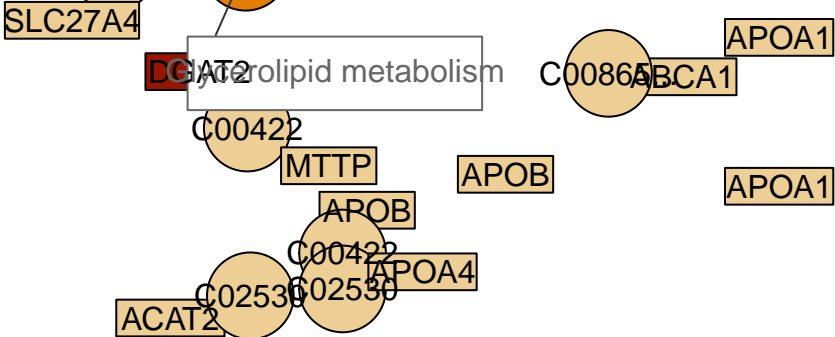 SLC27A4
APOA1
DGAT2
Glycerolipid metabolism
C00865...
ABCA1
C00422
MTTP
APOB
APOA1
APOB
C00422
APOA4
C02530
C02530
ACAT2